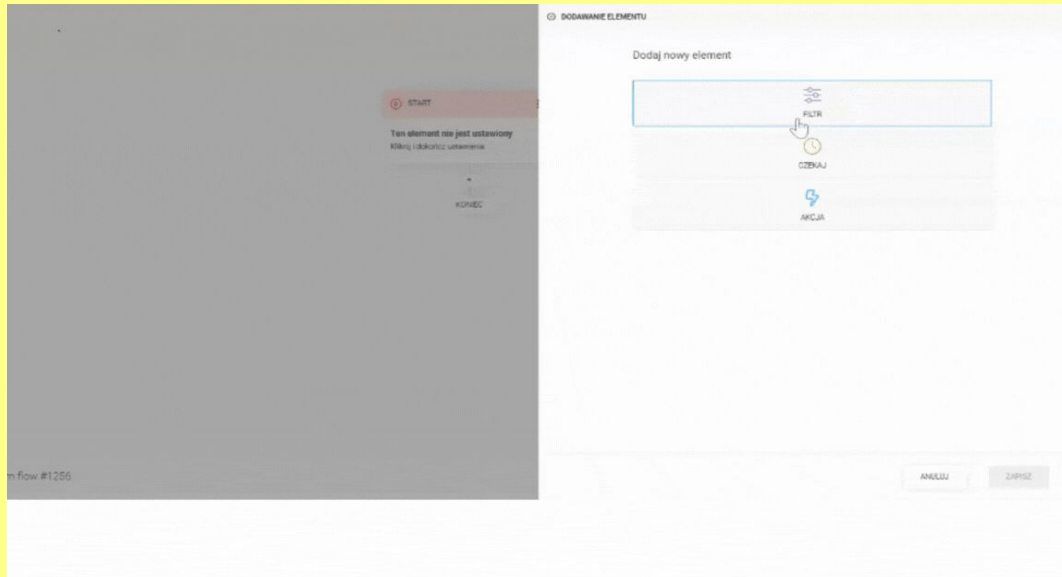 DODAWANIE ELEMENTU
Dodaj nowy element
START
FILTR
Ten element nie jest ustawiony
Kliknij i dokończ ustawienia
CZEKAJ
KONIEC
AKCJA
flow #1256
ANULUJ
ZAPISZ